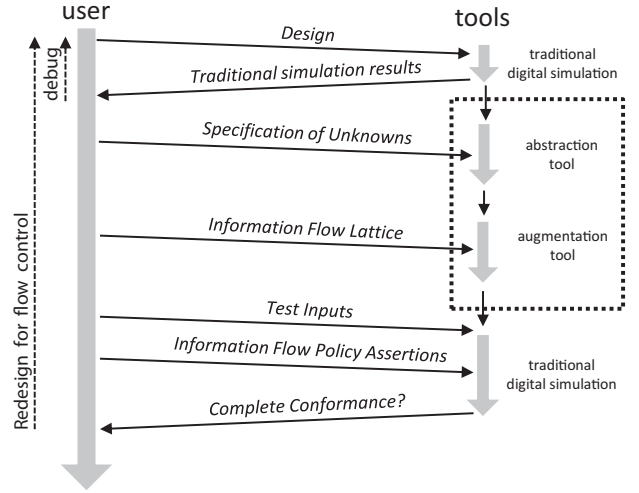 user
tools
Design
traditional
digital simulation
Traditional simulation results
debug
Specification of Unknowns
abstraction
tool
Information Flow Lattice
augmentation
tool
Redesign for flow control
Test Inputs
Information Flow Policy Assertions
traditional
digital simulation
Complete Conformance?